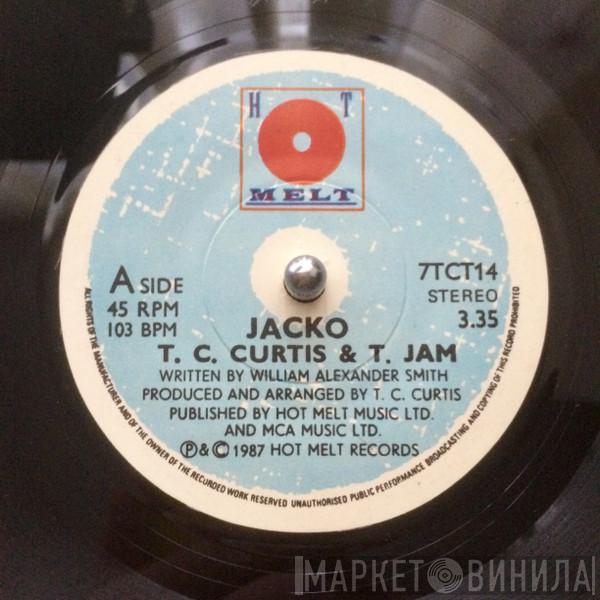 H T
MELT
A SIDE
45 RPM
103 BPM
7TCT14
STEREO
3.35
JACKO
T. C. CURTIS & T. JAM
WRITTEN BY WILLIAM ALEXANDER SMITH
PRODUCED AND ARRANGED BY T. C. CURTIS
PUBLISHED BY HOT MELT MUSIC LTD.
AND MCA MUSIC LTD.
Ⓟ&© 1987 HOT MELT RECORDS
ALL RIGHTS OF THE MANUFACTURER AND OF THE OWNER OF THE RECORDED WORK RESERVED UNAUTHORISED PUBLIC PERFORMANCE BROADCASTING AND COPYING OF THIS RECORD PROHIBITED
МАРКЕТ ВИНИЛА